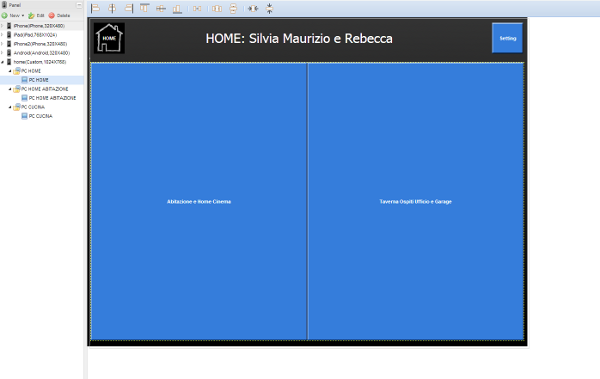 Panel
New Edit Delete
iPhone(iPhone,320X480)
iPad(iPad,768X1024)
iPhone2(iPhone,320X480)
Android(Android,320X480)
home(Custom,1024X768)
PC HOME
PC HOME
PC HOME ABITAZIONE
PC HOME ABITAZIONE
PC CUCINA
PC CUCINA
HOME
HOME: Silvia Maurizio e Rebecca
Setting
Abitazione e Home Cinema
Taverna Ospiti Ufficio e Garage